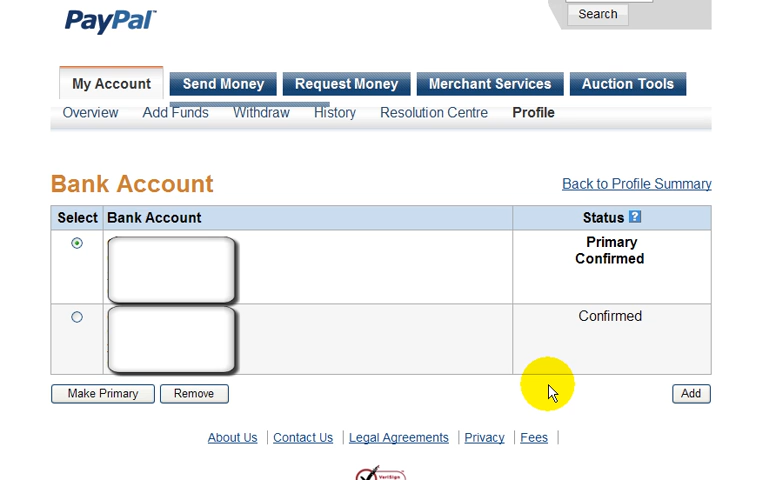 PayPal
Search
My Account Send Money Request Money Merchant Services Auction Tools
Overview Add Funds Withdraw History Resolution Centre Profile
Bank Account Back to Profile Summary
Select Bank Account Status ?
Primary
Confirmed
Confirmed
Make Primary Remove Add
About Us Contact Us Legal Agreements Privacy Fees
VeriSign